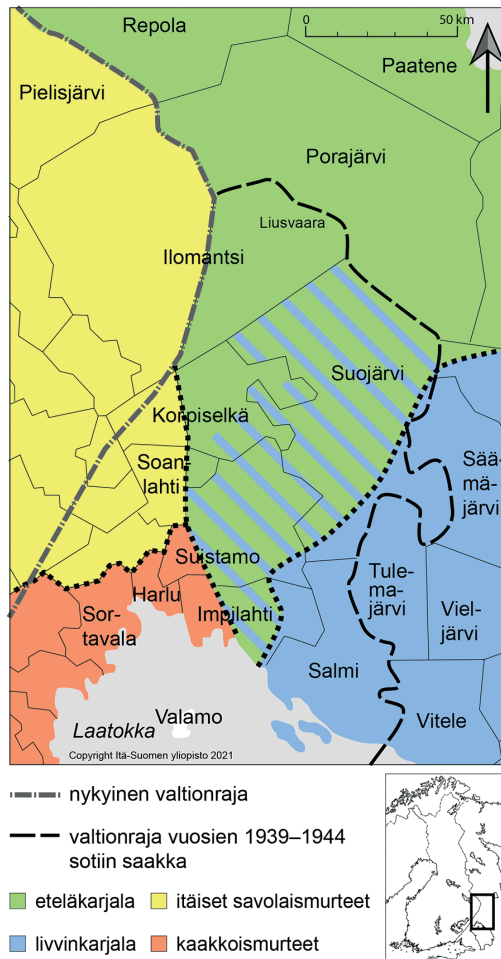 Repola
0
50 km
Paatene
Pielisjärvi
Porajärvi
Liusvaara
Ilomantsi
Suojärvi
Korpiselkä
Soan-
lahti
Sää-
mä-
järvi
Suistamo
Tule-
ma-
järvi
Harlu
Impilahti
Sor-
tavala
Viel-
järvi
Salmi
Valamo
Vitele
Laatokka
Copyright Itä-Suomen yliopisto 2021
nykyinen valtionraja
valtionraja vuosien 1939–1944
sotiin saakka
eteläkarjala
itäiset savolaismurteet
livvinkarjala
kaakkoismurteet